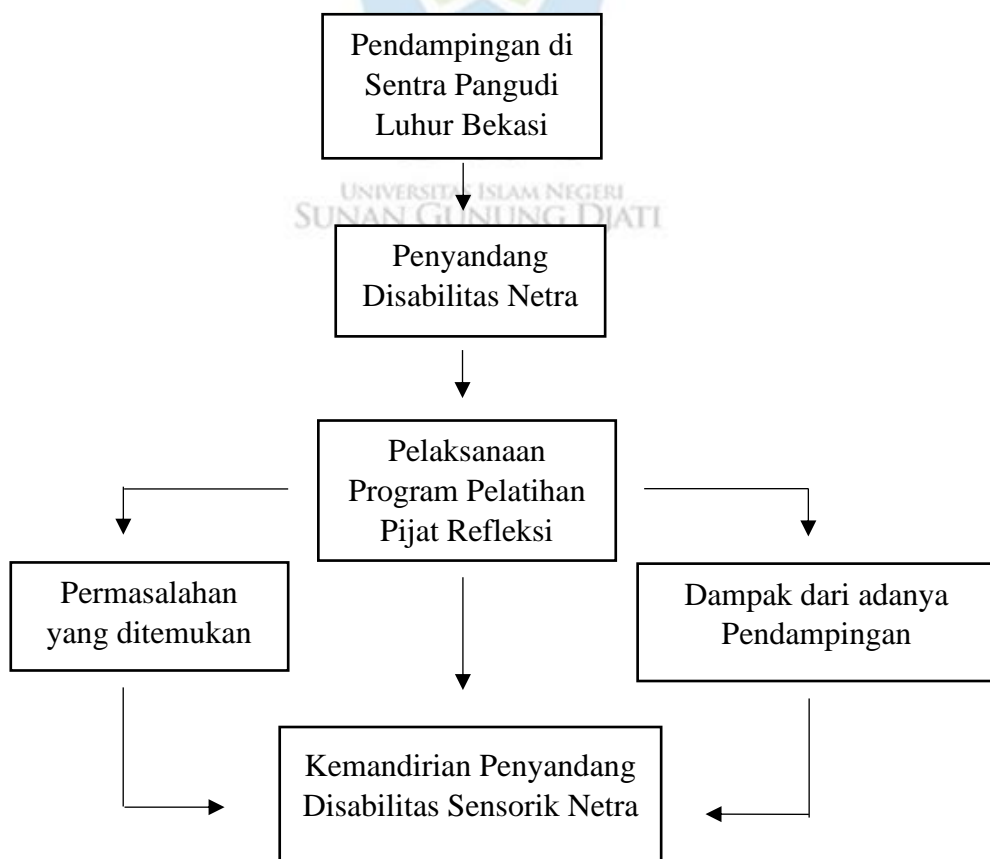 Pendampingan di
Sentra Pangudi
Luhur Bekasi
UNIVERSITAS ISLAM NEGERI
SUNAN GUNUNG DJATI
Penyandang
Disabilitas Netra
Pelaksanaan
Program Pelatihan
Pijat Refleksi
Permasalahan
yang ditemukan
Dampak dari adanya
Pendampingan
Kemandirian Penyandang
Disabilitas Sensorik Netra